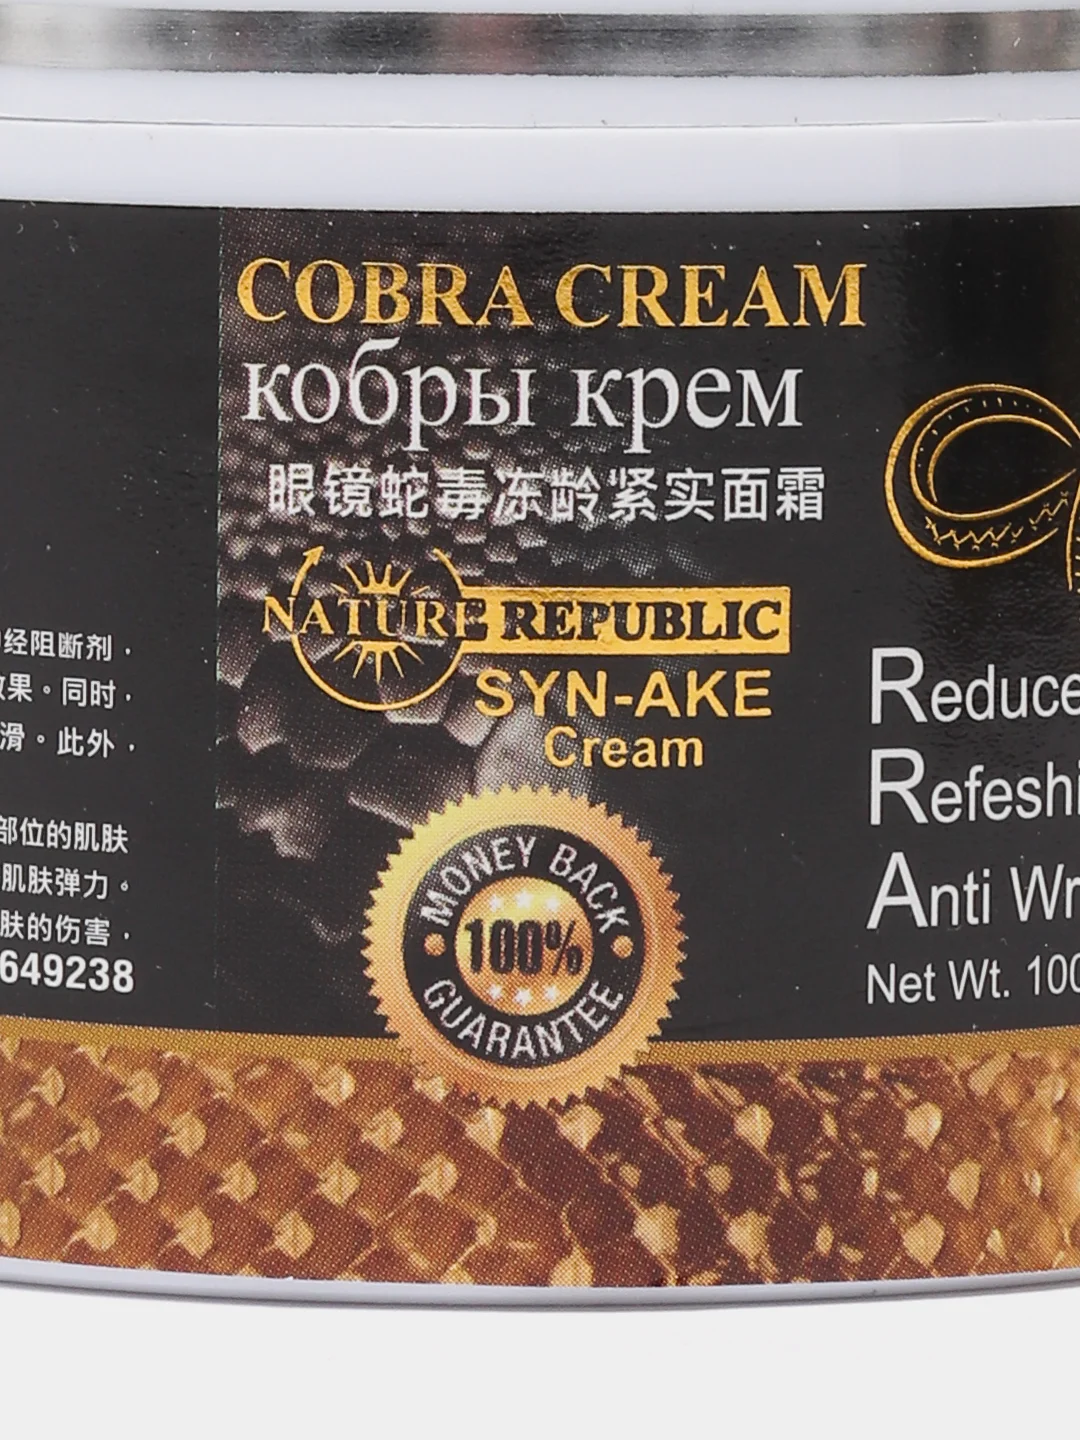 COBRA CREAM
кобры крем
眼镜蛇毒冻龄紧实面霜
NATURE REPUBLIC
SYN-AKE
Cream
MONEY BACK
100%
GUARANTEE
经阻断剂，
果。同时，
滑。此外，
部位的肌肤
肌肤弹力。
肤的伤害，
649238
Reduce
Refeshi
Anti Wr
Net Wt. 100